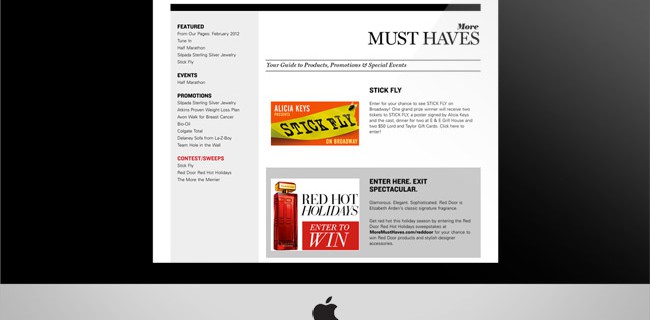 FEATURED
From Our Pages: February 2012
Tune In
Half Marathon
Silpada Sterling Silver Jewelry
Stick Fly
EVENTS
Half Marathon
PROMOTIONS
Silpada Sterling Silver Jewelry
Atkins Proven Weight Loss Plan
Avon Walk for Breast Cancer
Bio-Oil
Colgate Total
Delaney Sofa from La-Z-Boy
Team Hole in the Wall
CONTEST/SWEEPS
Stick Fly
Red Door Red Hot Holidays
The More the Merrier
More
MUST HAVES
Your Guide to Products, Promotions & Special Events
ALICIA KEYS
PRESENTS
STICK FLY
ON BROADWAY
STICK FLY
Enter for your chance to see STICK FLY on
Broadway! One grand-prize winner will receive two
tickets to STICK FLY, a poster signed by Alicia Keys
and the cast, dinner for two at E & E Grill House and
two $50 Lord and Taylor Gift Cards. Click here to
enter!
RED HOT
HOLIDAYS
ENTER TO
WIN
ENTER HERE. EXIT
SPECTACULAR.
Glamorous. Elegant. Sophisticated. Red Door is
Elizabeth Arden's classic signature fragrance.
Get red hot this holiday season by entering the Red
Door Red Hot Holidays sweepstakes at
MoreMustHaves.com/reddoor for your chance to
win Red Door products and stylish designer
accessories.